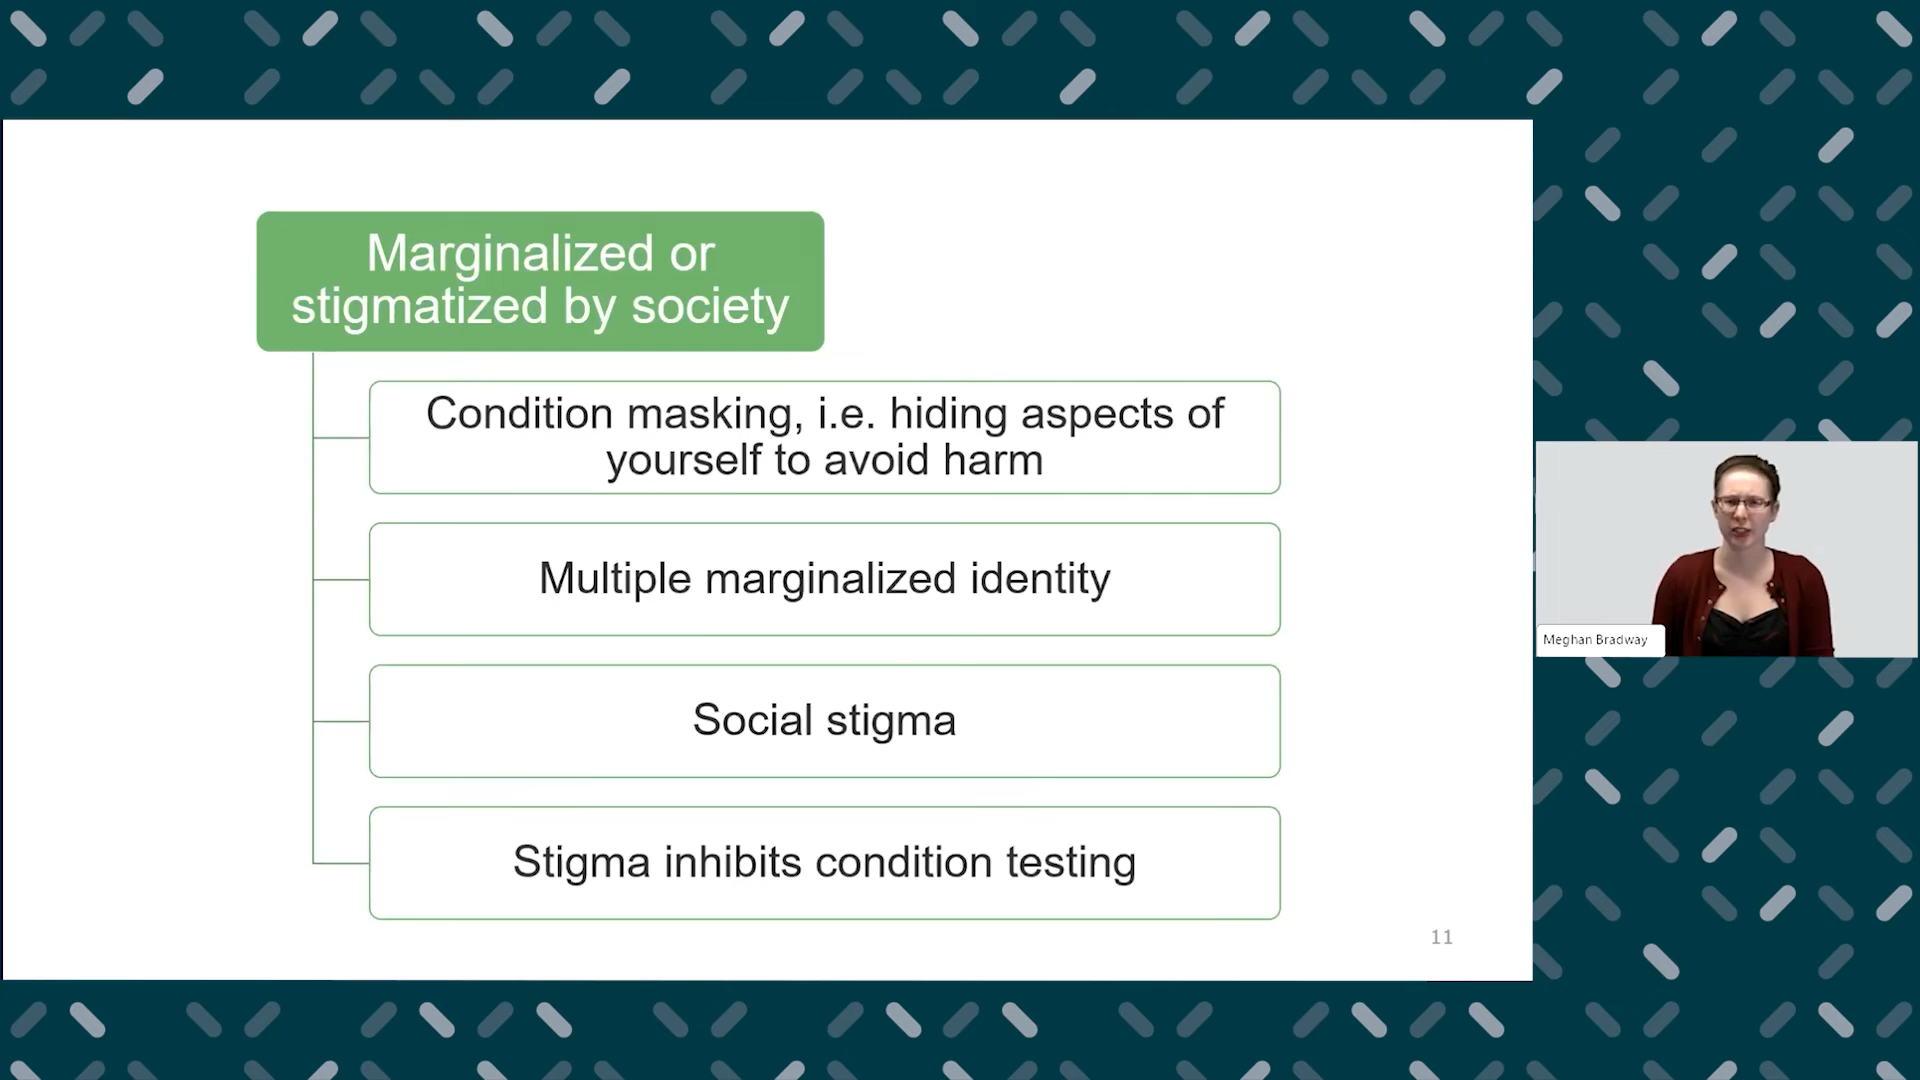 Marginalized or
stigmatized by society
Condition masking, i.e. hiding aspects of
yourself to avoid harm
Multiple marginalized identity
Social stigma
Stigma inhibits condition testing
11
Meghan Bradway